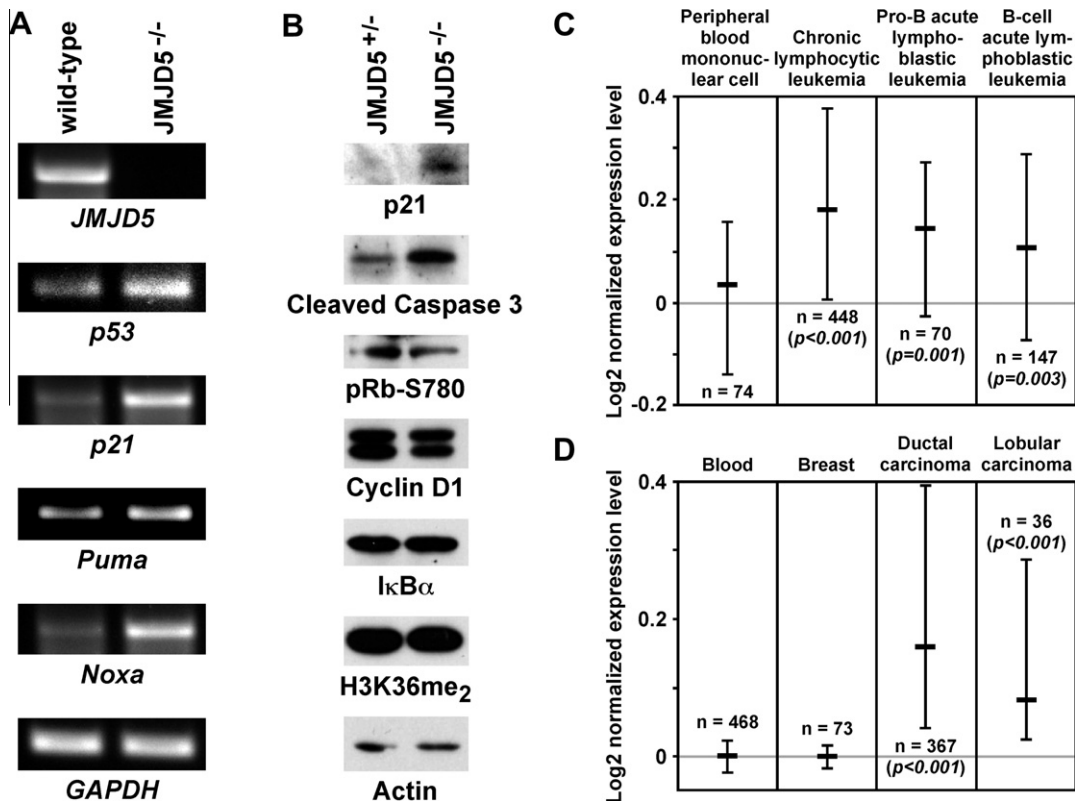 A
wild-type
JMJD5 -/-
JMJD5
p53
p21
Puma
Noxa
GAPDH
B
JMJD5 +/-
JMJD5 -/-
p21
Cleaved Caspase 3
pRb-S780
Cyclin D1
IκBα
H3K36me2
Actin
C
Peripheral
blood
mononuc-
lear cell
Chronic
lymphocytic
leukemia
Pro-B acute
lympho-
blastic
leukemia
B-cell
acute lym-
phoblastic
leukemia
Log2 normalized expression level
0.4
0.2
0
-0.2
n = 74
n = 448
(p<0.001)
n = 70
(p=0.001)
n = 147
(p=0.003)
D
Blood
Breast
Ductal
carcinoma
Lobular
carcinoma
Log2 normalized expression level
0.4
0.2
0
n = 468
n = 73
n = 367
(p<0.001)
n = 36
(p<0.001)